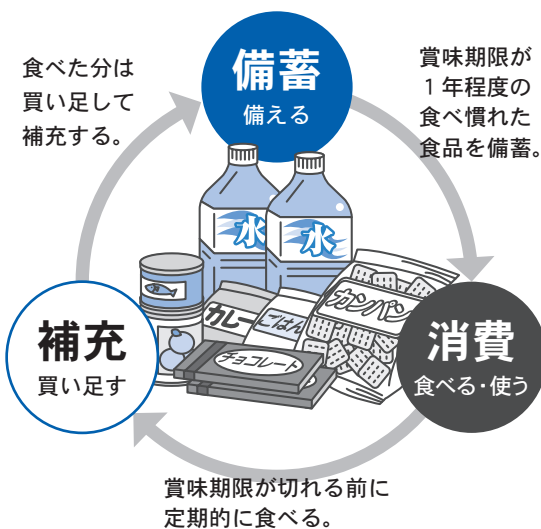 備蓄
備える
賞味期限が
1年程度の
食べ慣れた
食品を備蓄。
消費
食べる・使う
賞味期限が切れる前に
定期的に食べる。
補充
買い足す
食べた分は
買い足して
補充する。
水
水
カレー
ごはん
カンパン
チョコレート